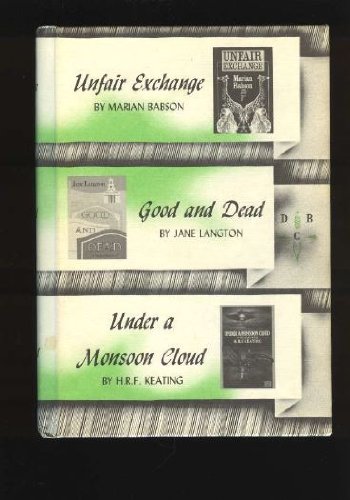 Unfair Exchange
BY MARIAN BABSON
UNFAIR
EXCHANGE
Marian
Babson
JANE LANGTON
GOOD
AND
DEAD
Good and Dead
BY JANE LANGTON
D B
C
Under a
Monsoon Cloud
BY H.R.F. KEATING
UNDER A MONSOON CLOUD
H.R.F. KEATING